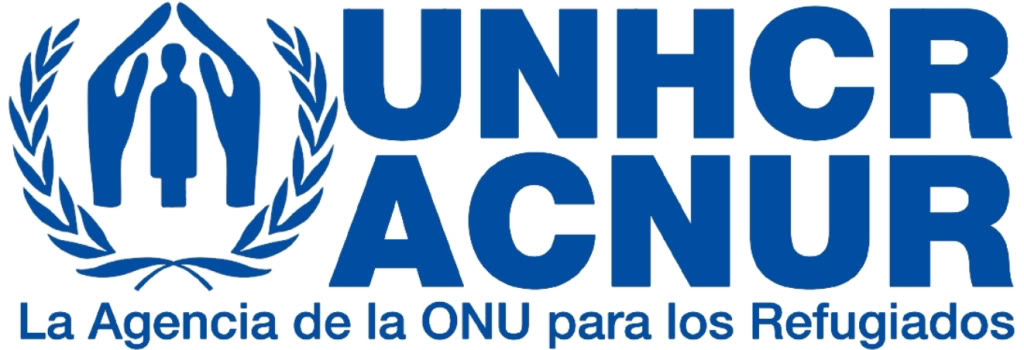 UNHCR
ACNUR
La Agencia de la ONU para los Refugiados